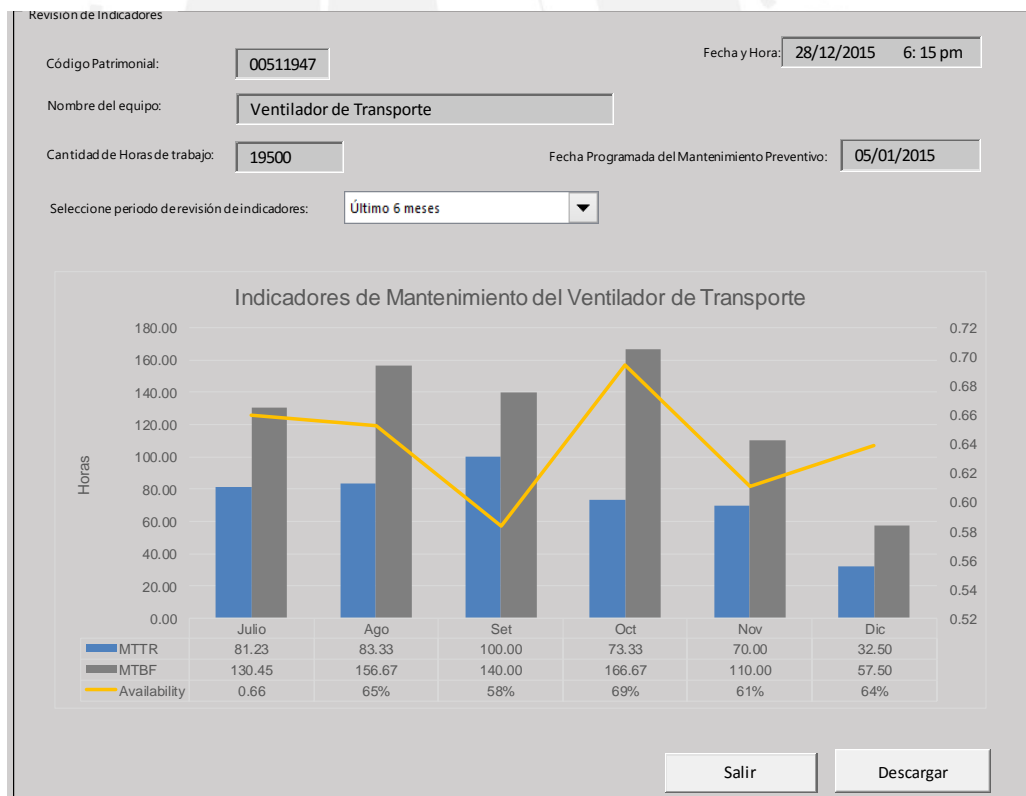 Revisión de Indicadores
Fecha y Hora: 28/12/2015 6: 15 pm
Código Patrimonial: 00511947
Nombre del equipo: Ventilador de Transporte
Cantidad de Horas de trabajo: 19500 Fecha Programada del Mantenimiento Preventivo: 05/01/2015
Seleccione periodo de revisión de indicadores: Último 6 meses
Indicadores de Mantenimiento del Ventilador de Transporte
180.00 0.72
160.00 0.70
140.00 0.68
120.00 0.66
100.00 0.64
80.00 0.62
60.00 0.60
40.00 0.58
20.00 0.56
0.00 0.54
0.52
Horas
Julio Ago Set Oct Nov Dic
MTTR 81.23 83.33 100.00 73.33 70.00 32.50
MTBF 130.45 156.67 140.00 166.67 110.00 57.50
Availability 0.66 65% 58% 69% 61% 64%
Salir Descargar